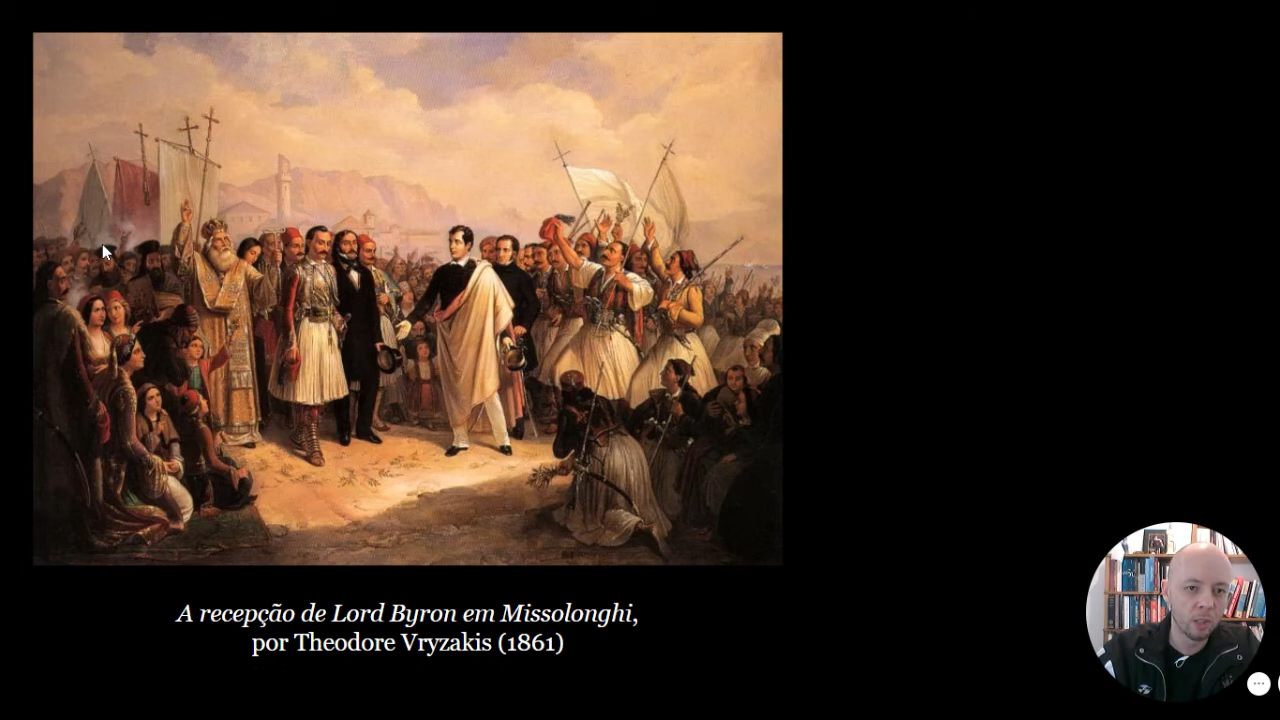 A recepção de Lord Byron em Missolonghi,
por Theodore Vryzakis (1861)